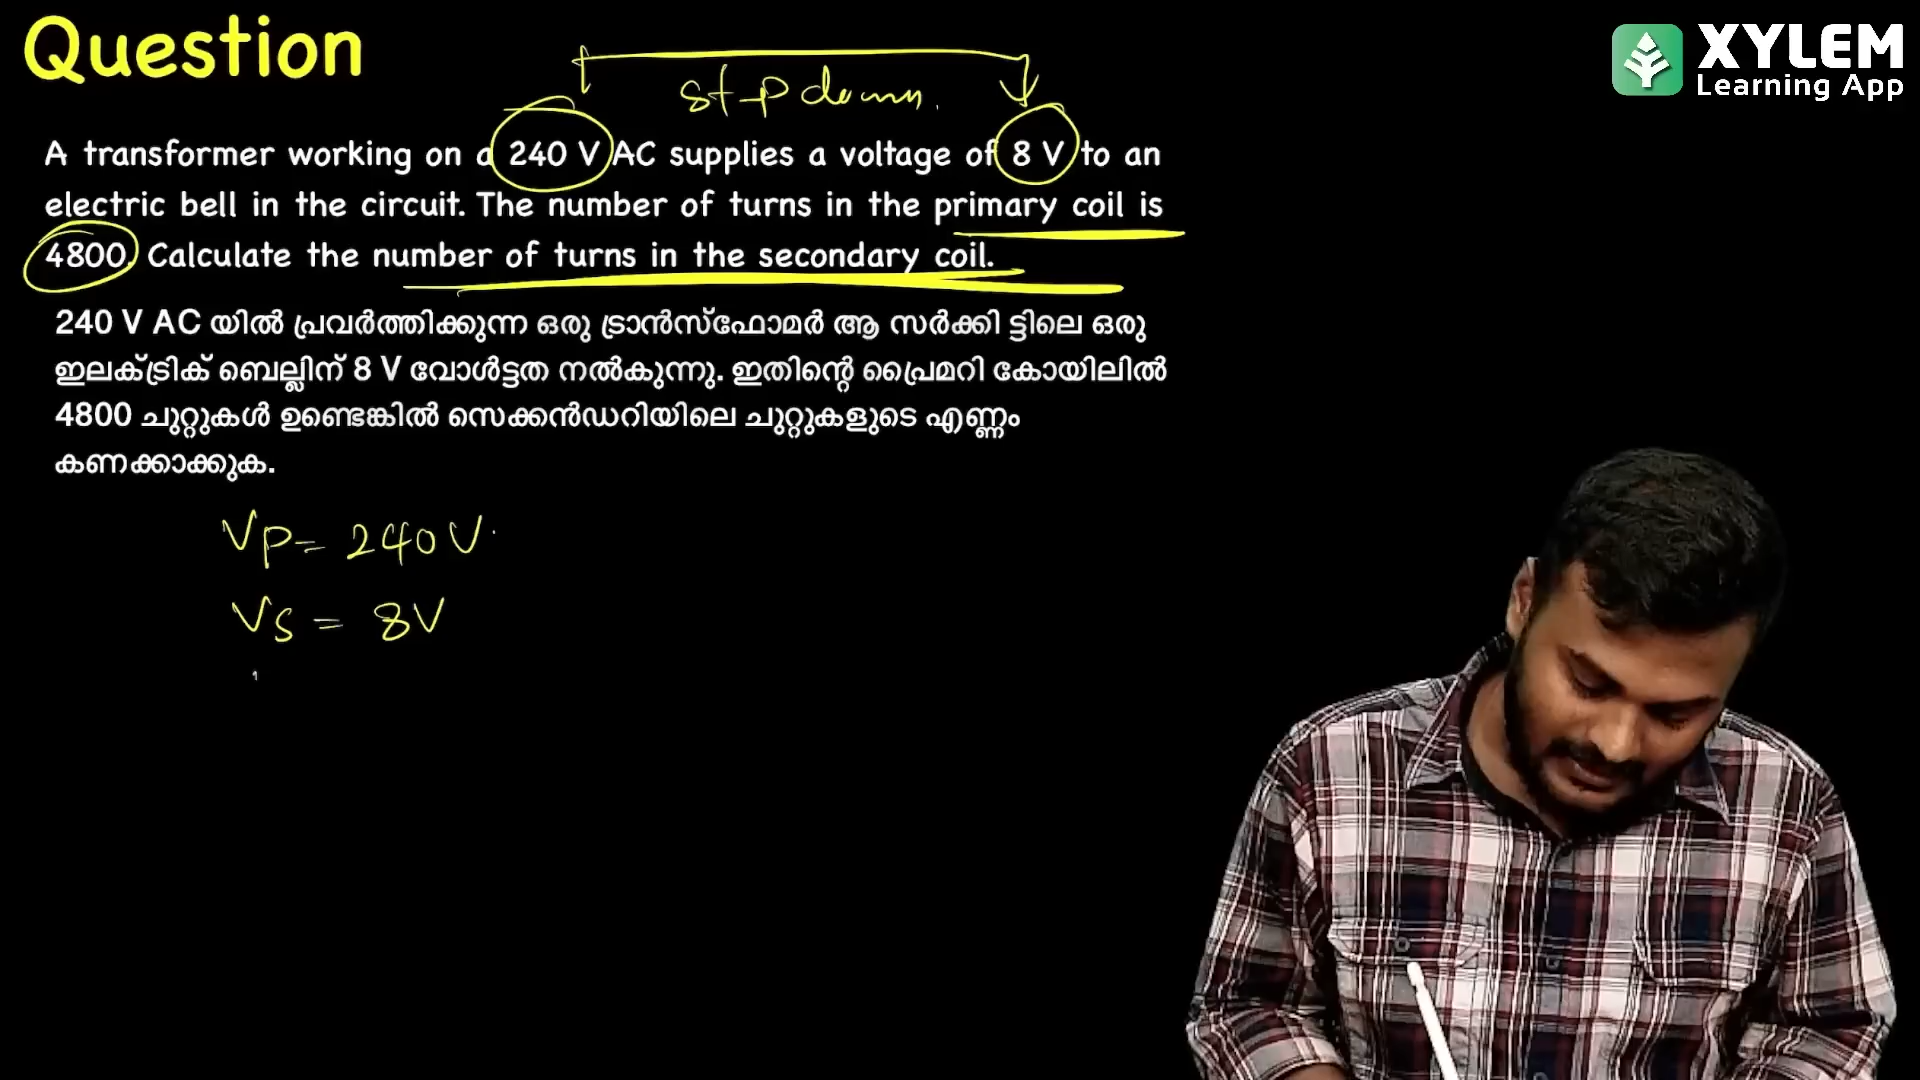 Question
XYLEM
Learning App
step down.
A transformer working on a 240 V AC supplies a voltage of 8 V to an
electric bell in the circuit. The number of turns in the primary coil is
4800. Calculate the number of turns in the secondary coil.
240 V AC യിൽ പ്രവർത്തിക്കുന്ന ഒരു ട്രാൻസ്ഫോമർ ആ സർക്കി ട്ടിലെ ഒരു
ഇലക്ട്രിക് ബെല്ലിന് 8 V വോൾട്ടത നൽകുന്നു. ഇതിന്റെ പ്രൈമറി കോയിലിൽ
4800 ചുറ്റുകൾ ഉണ്ടെങ്കിൽ സെക്കൻഡറിയിലെ ചുറ്റുകളുടെ എണ്ണം
കണക്കാക്കുക.
VP = 240 V
VS = 8V